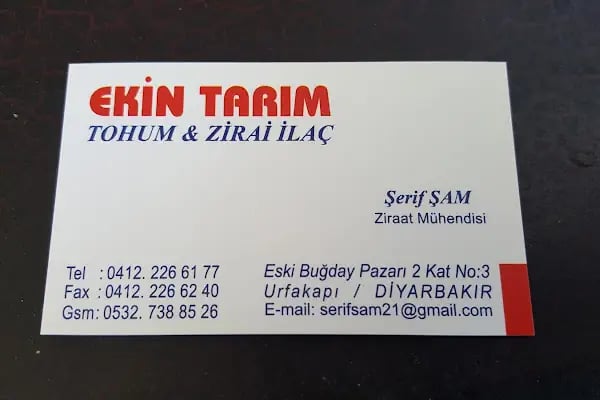 EKİN TARIM
TOHUM & ZİRAİ İLAÇ
Şerif ŞAM
Ziraat Mühendisi
Tel : 0412. 226 61 77
Fax : 0412. 226 62 40
Gsm: 0532. 738 85 26
Eski Buğday Pazarı 2 Kat No:3
Urfakapı / DİYARBAKIR
E-mail: serifsam21@gmail.com